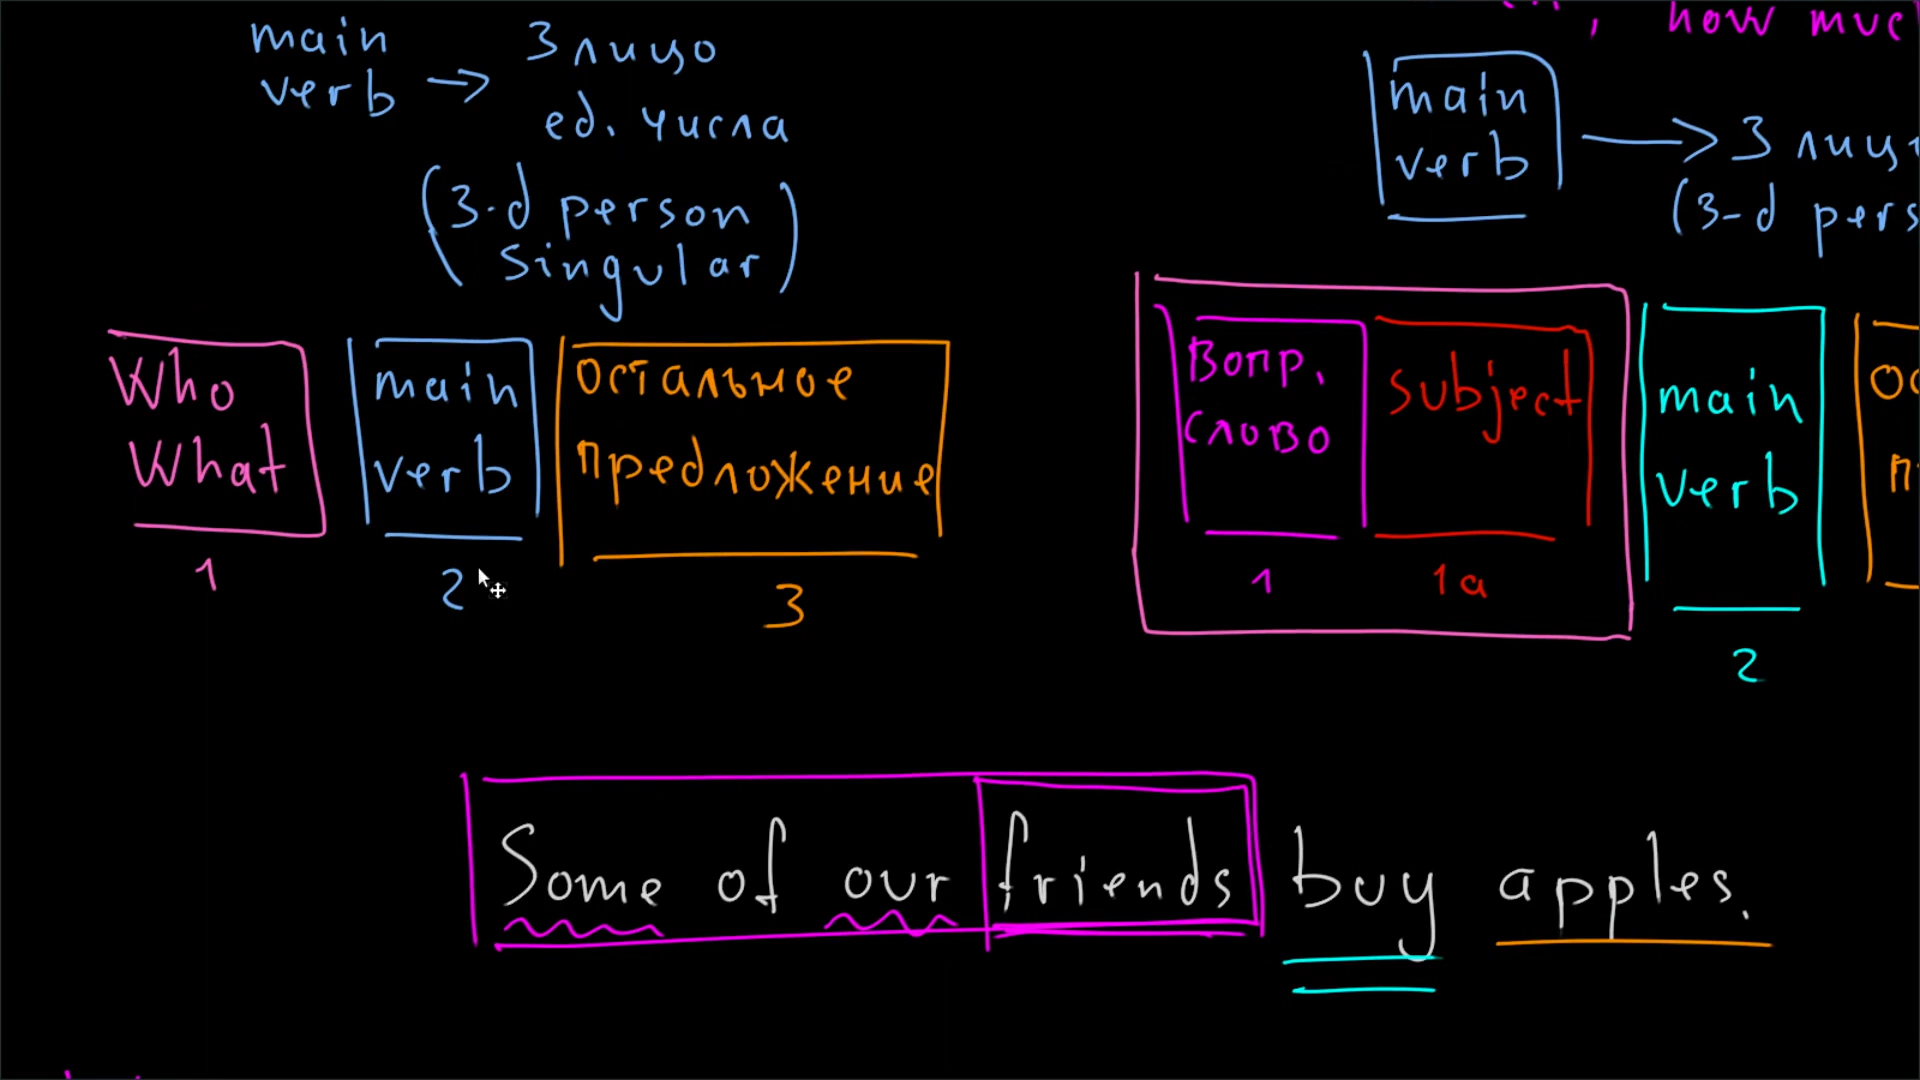 main
verb → 3 лицо
ед. числа
(3-d person
singular)
Who
What
1
main
verb
2
остальное
предложение
3
, how muc
main
verb → 3 лиц
(3-d pers
Вопр.
слово
1
subject
1a
main
verb
2
Some of our friends buy apples.